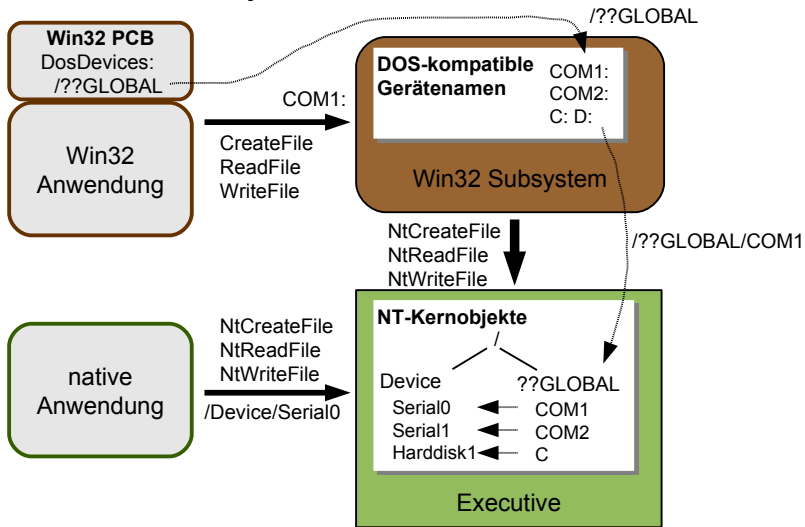 /??GLOBAL
Win32 PCB
DosDevices:
/??GLOBAL
Win32
Anwendung
COM1:
CreateFile
ReadFile
WriteFile
DOS-kompatible
Gerätenamen
COM1:
COM2:
C: D:
Win32 Subsystem
NtCreateFile
NtReadFile
NtWriteFile
/??GLOBAL/COM1
native
Anwendung
NtCreateFile
NtReadFile
NtWriteFile
/Device/Serial0
NT-Kernobjekte
/
Device ??GLOBAL
Serial0 COM1
Serial1 COM2
Harddisk1 C
Executive